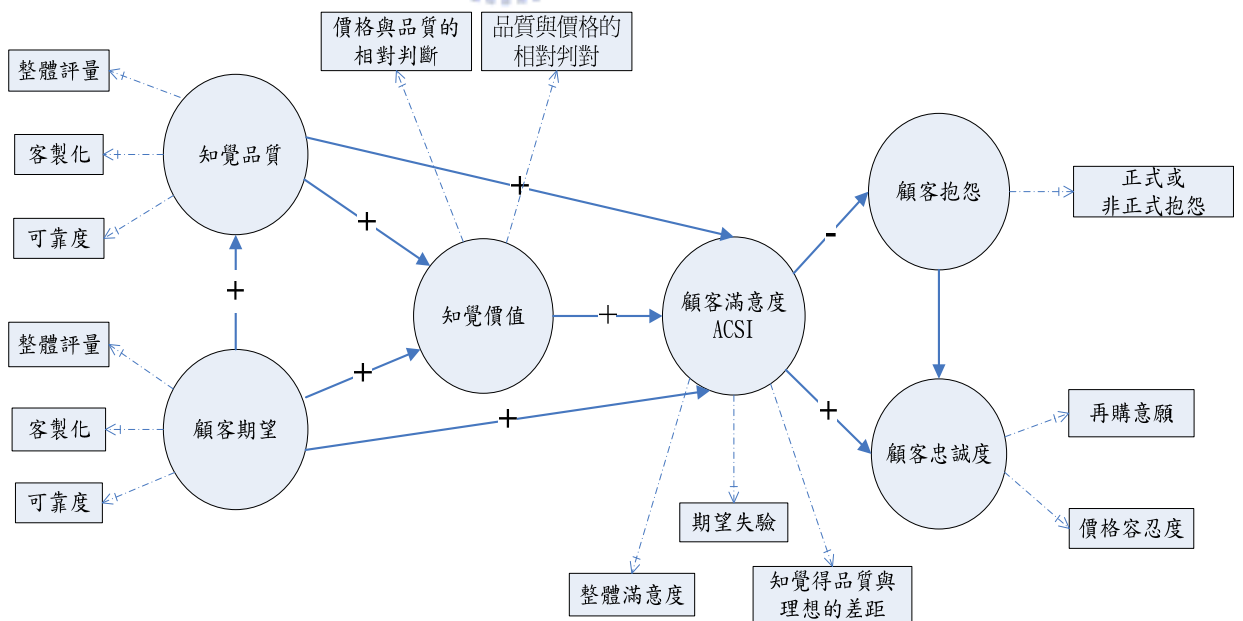 價格與品質的
相對判斷
品質與價格的
相對判對
整體評量
客製化
可靠度
知覺品質
+
+
+
知覺價值
+
顧客滿意度
ACSI
-
顧客抱怨
正式或
非正式抱怨
整體評量
客製化
可靠度
顧客期望
+
+
+
顧客忠誠度
再購意願
價格容忍度
期望失驗
整體滿意度
知覺得品質與
理想的差距